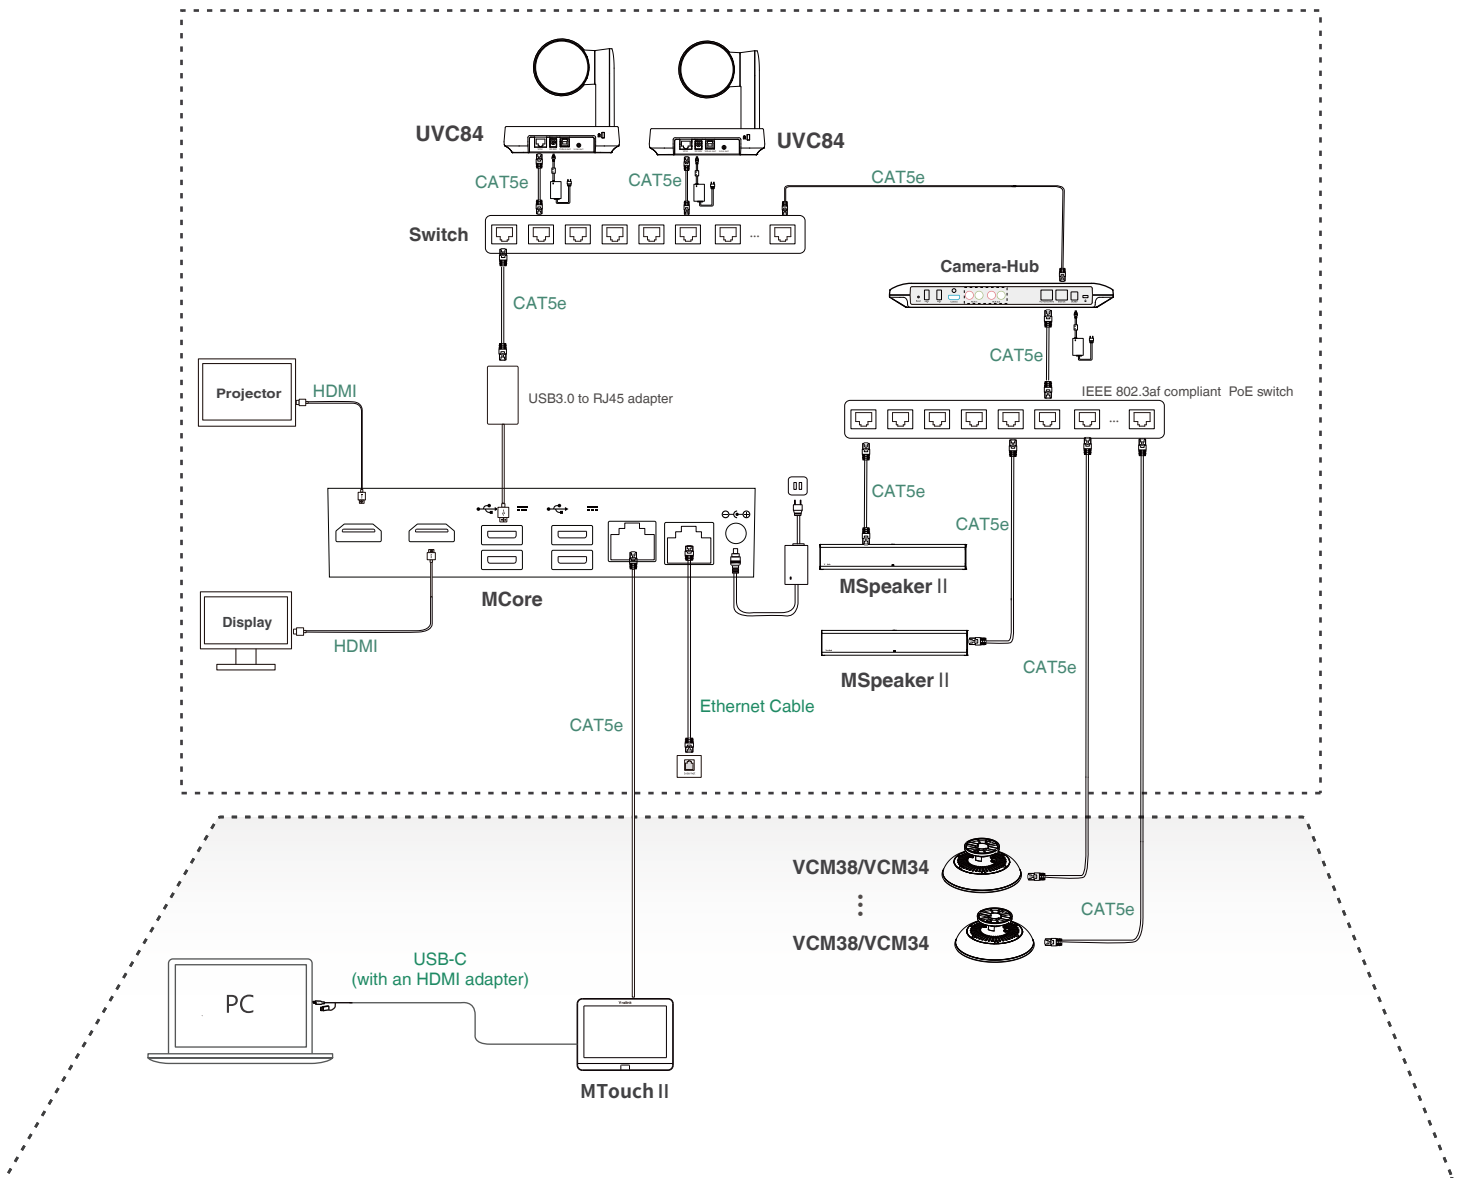 UVC84
UVC84
CAT5e
CAT5e
CAT5e
Switch
Camera-Hub
CAT5e
CAT5e
IEEE 802.3af compliant PoE switch
Projector
HDMI
USB3.0 to RJ45 adapter
...
...
CAT5e
CAT5e
MSpeaker II
MCore
Display
HDMI
MSpeaker II
CAT5e
Ethernet Cable
CAT5e
VCM38/VCM34
VCM38/VCM34
CAT5e
USB-C
(with an HDMI adapter)
PC
Yealink
MTouch II